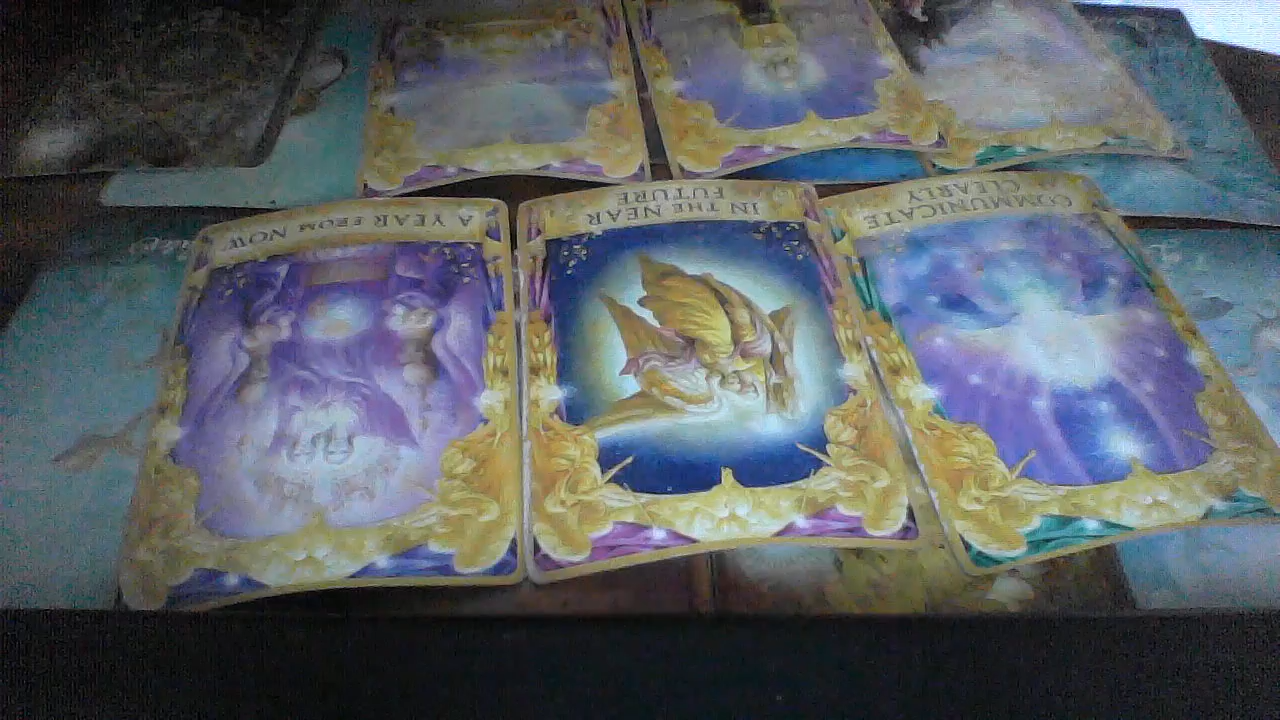 A YEAR FROM NOW
IN THE NEAR
FUTURE
COMMUNICATE
CLEARLY